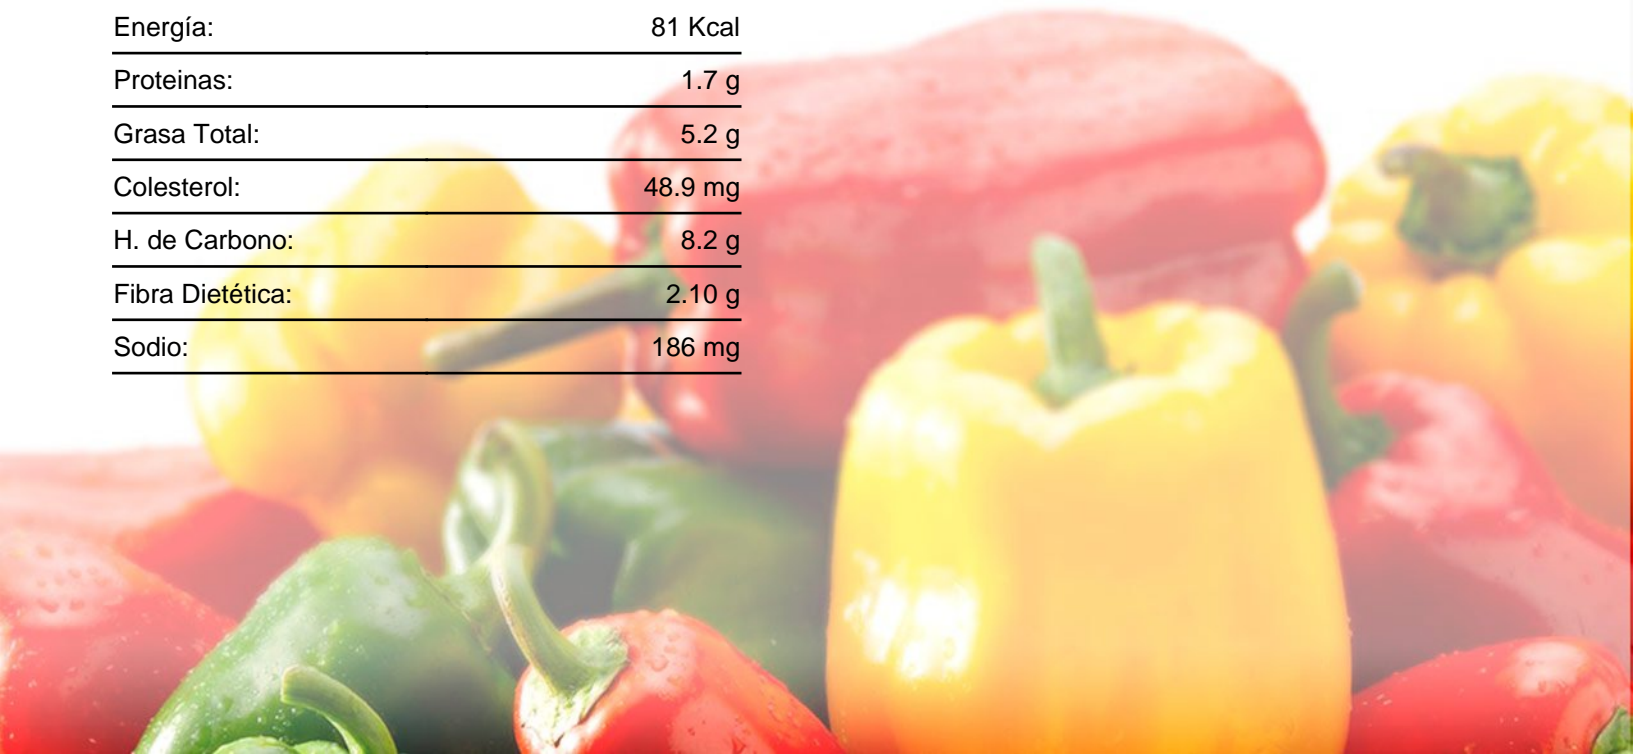 Energía: 81 Kcal
Proteinas: 1.7 g
Grasa Total: 5.2 g
Colesterol: 48.9 mg
H. de Carbono: 8.2 g
Fibra Dietética: 2.10 g
Sodio: 186 mg